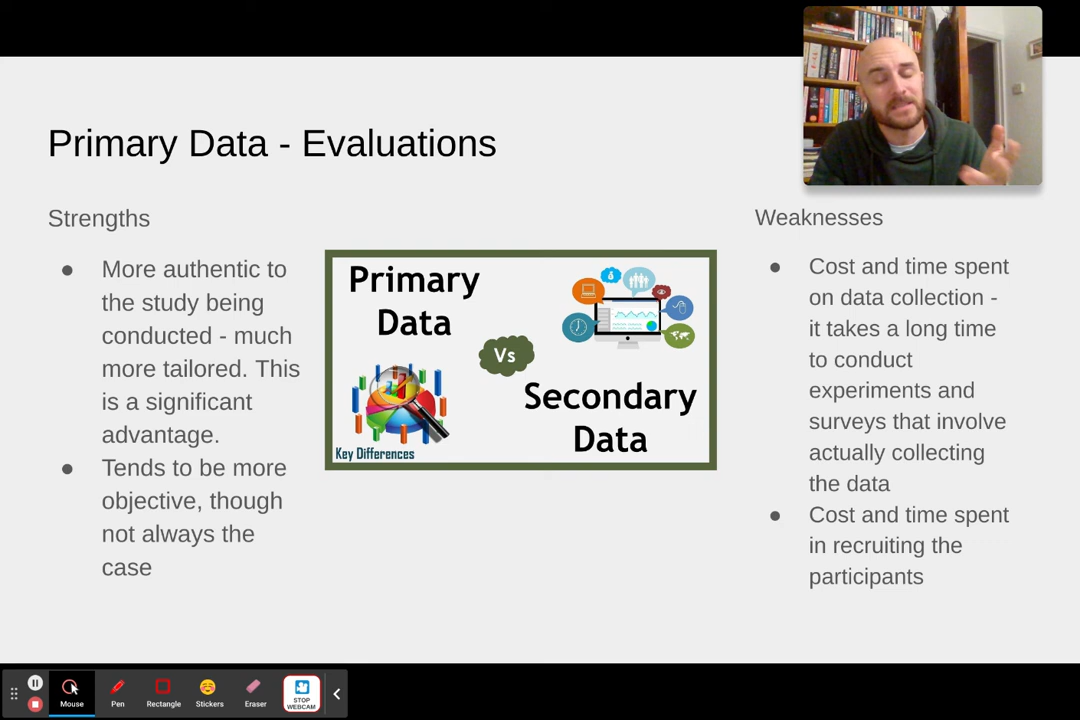 Primary Data - Evaluations
Strengths
● More authentic to
the study being
conducted - much
more tailored. This
is a significant
advantage.
● Tends to be more
objective, though
not always the
case
Primary
Data
Vs
Secondary
Data
Key Differences
Weaknesses
● Cost and time spent
on data collection -
it takes a long time
to conduct
experiments and
surveys that involve
actually collecting
the data
● Cost and time spent
in recruiting the
participants
Mouse
Pen
Rectangle
Stickers
Eraser
STOP
WEBCAM